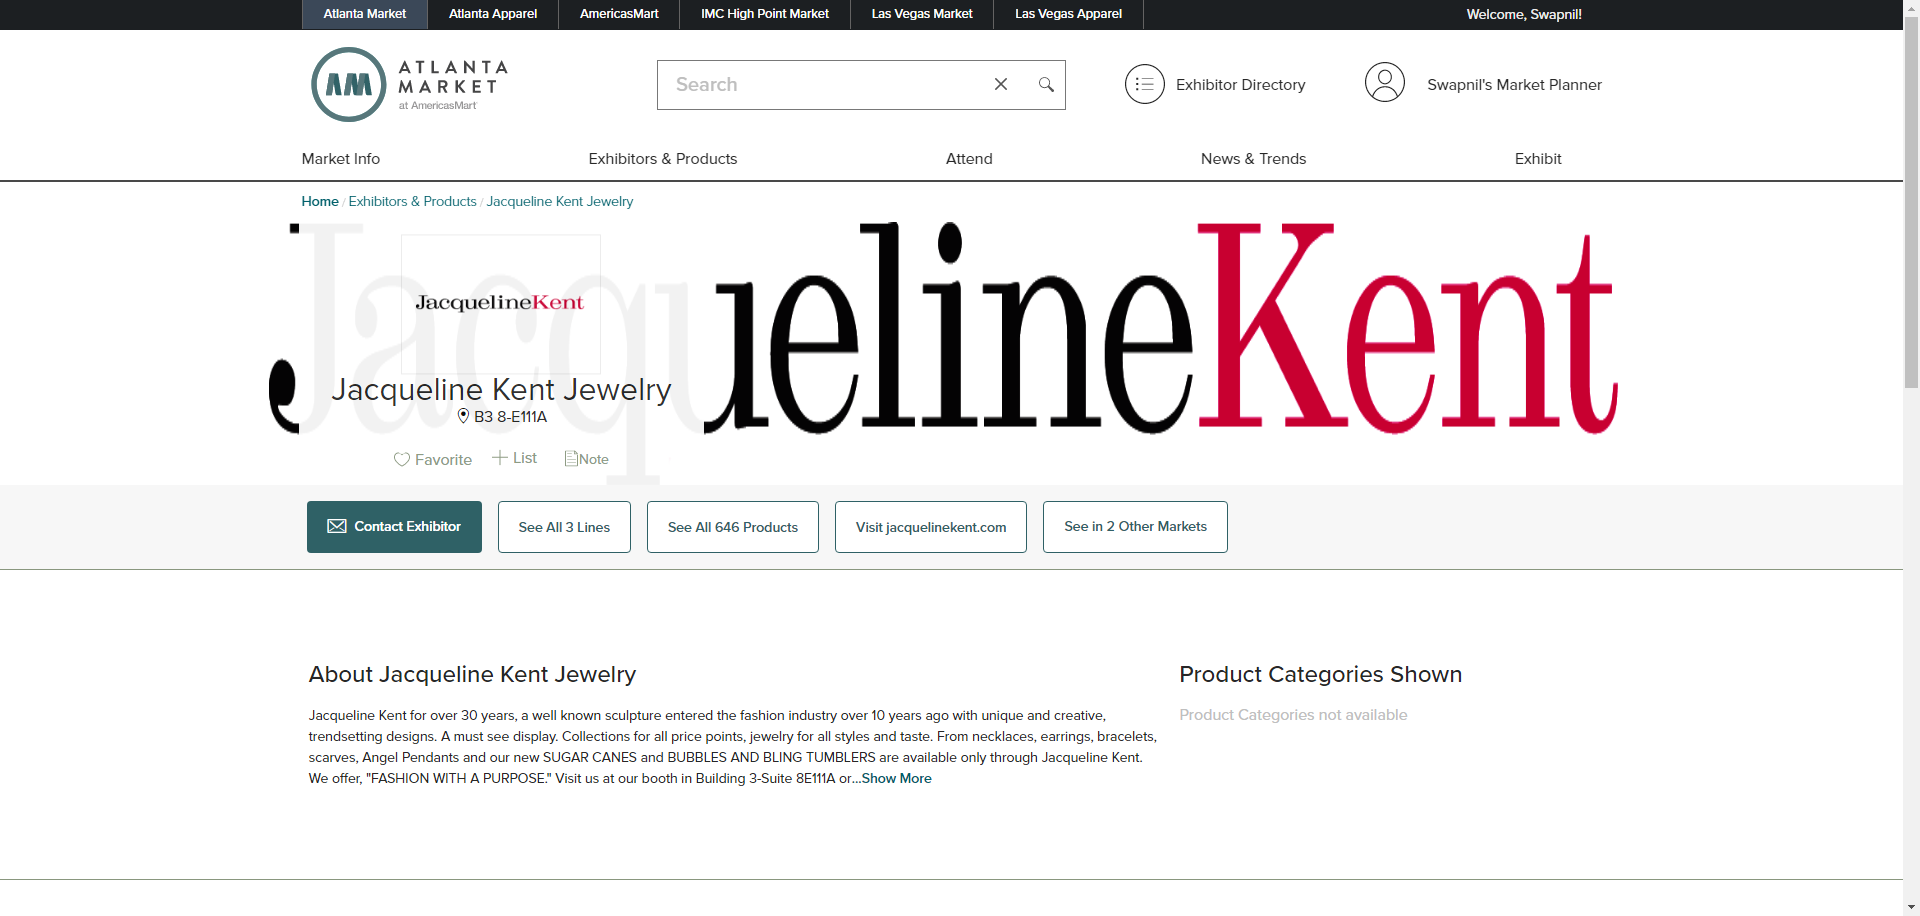 Atlanta Market Atlanta Apparel AmericasMart IMC High Point Market Las Vegas Market Las Vegas Apparel Welcome, Swapnil!
AM ATLANTA
MARKET
at AmericasMart
Search
Exhibitor Directory
Swapnil's Market Planner
Market Info Exhibitors & Products Attend News & Trends Exhibit
Home / Exhibitors & Products / Jacqueline Kent Jewelry
JacquelineKent
JacquelineKent
Jacqueline Kent Jewelry
B3 8-E111A
Favorite List Note
Contact Exhibitor See All 3 Lines See All 646 Products Visit jacquelinekent.com See in 2 Other Markets
About Jacqueline Kent Jewelry
Jacqueline Kent for over 30 years, a well known sculpture entered the fashion industry over 10 years ago with unique and creative,
trendsetting designs. A must see display. Collections for all price points, jewelry for all styles and taste. From necklaces, earrings, bracelets,
scarves, Angel Pendants and our new SUGAR CANES and BUBBLES AND BLING TUMBLERS are available only through Jacqueline Kent.
We offer, "FASHION WITH A PURPOSE." Visit us at our booth in Building 3-Suite 8E111A or...Show More
Product Categories Shown
Product Categories not available